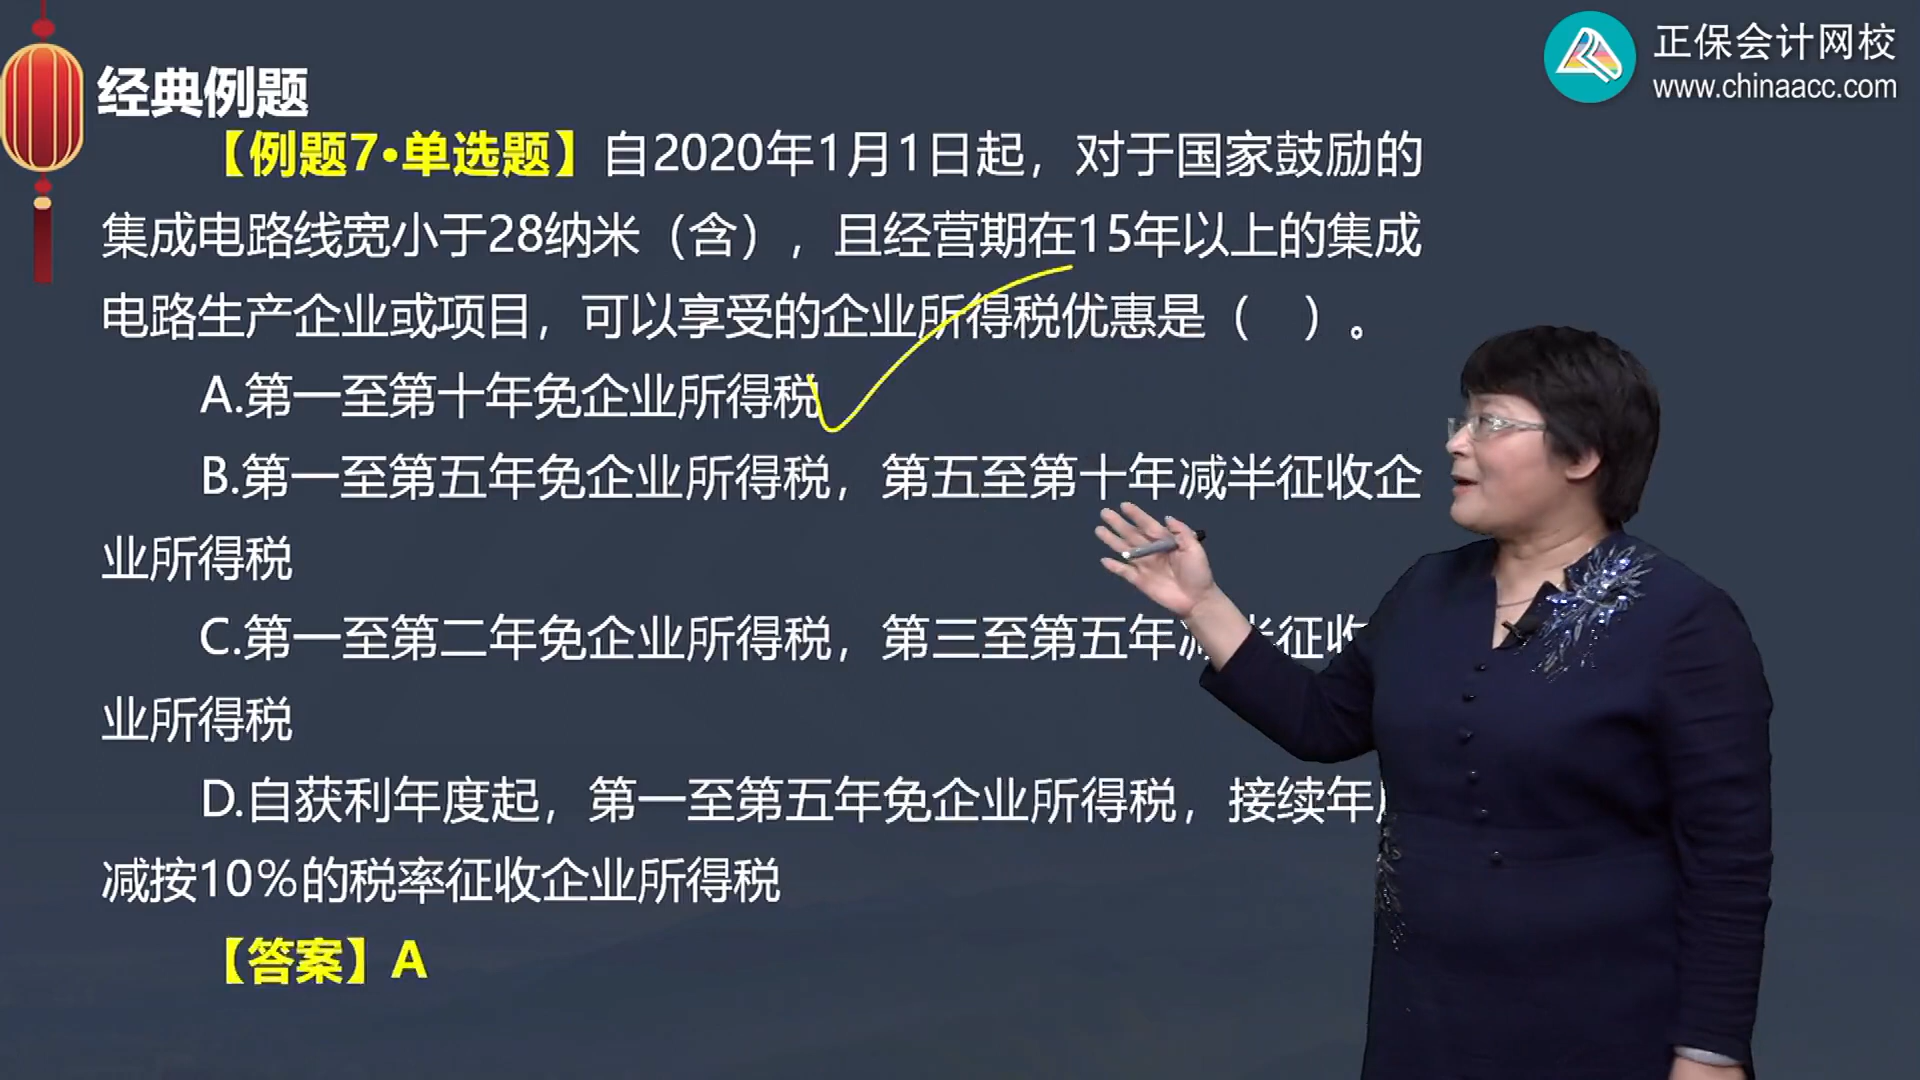 正保会计网校
www.chinaacc.com
经典例题
【例题7•单选题】自2020年1月1日起，对于国家鼓励的
集成电路线宽小于28纳米（含），且经营期在15年以上的集成
电路生产企业或项目，可以享受的企业所得税优惠是（ ）。
A.第一至第十年免企业所得税
B.第一至第五年免企业所得税，第五至第十年减半征收企
业所得税
C.第一至第二年免企业所得税，第三至第五年减半征收
业所得税
D.自获利年度起，第一至第五年免企业所得税，接续年
减按10%的税率征收企业所得税
【答案】A